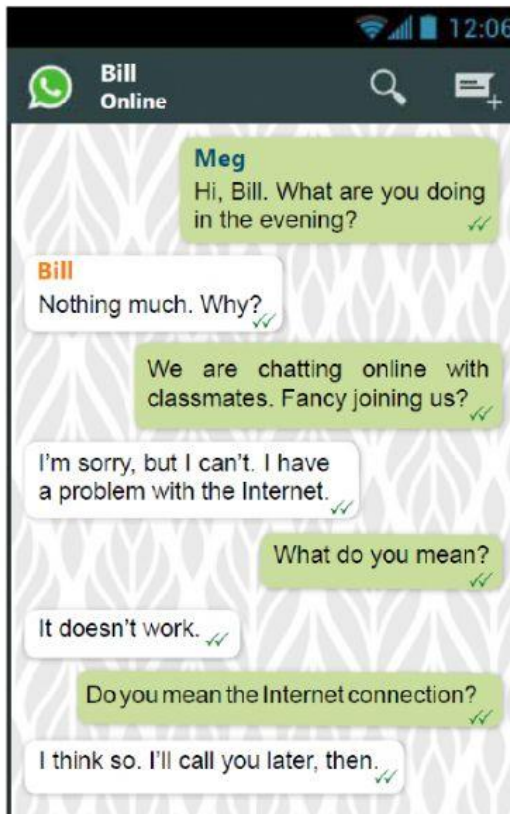 12:06
Bill
Online
Meg
Hi, Bill. What are you doing
in the evening?
Bill
Nothing much. Why?
We are chatting online with
classmates. Fancy joining us?
I'm sorry, but I can't. I have
a problem with the Internet.
What do you mean?
It doesn't work.
Do you mean the Internet connection?
I think so. I'll call you later, then.